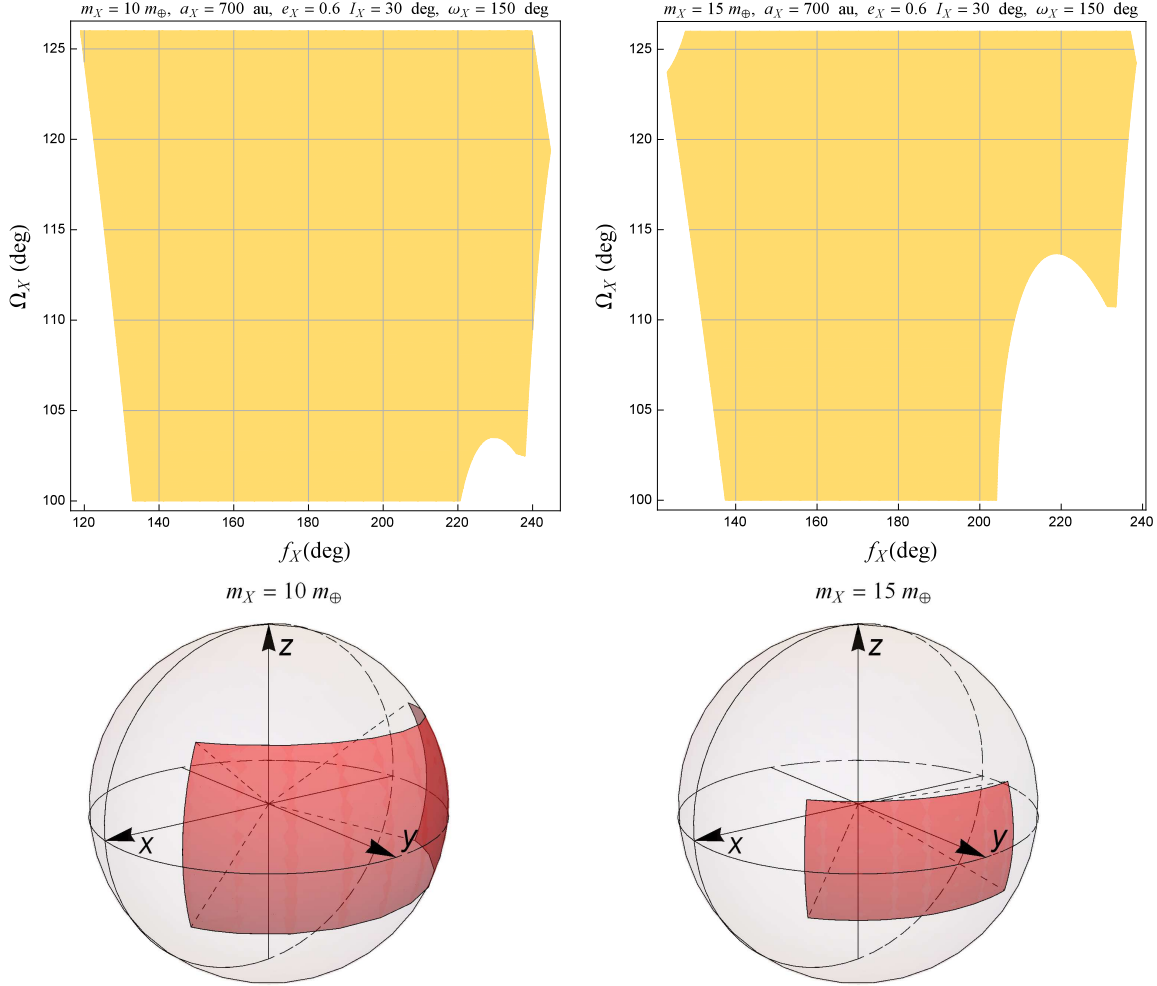 m_X = 10 m_⊕, a_X = 700 au, e_X = 0.6 I_X = 30 deg, ω_X = 150 deg
125
120
115
110
105
100
Ω_X (deg)
120 140 160 180 200 220 240
f_X(deg)
m_X = 15 m_⊕, a_X = 700 au, e_X = 0.6 I_X = 30 deg, ω_X = 150 deg
125
120
115
110
105
100
Ω_X (deg)
140 160 180 200 220 240
f_X(deg)
m_X = 10 m_⊕
z
x
y
m_X = 15 m_⊕
z
x
y